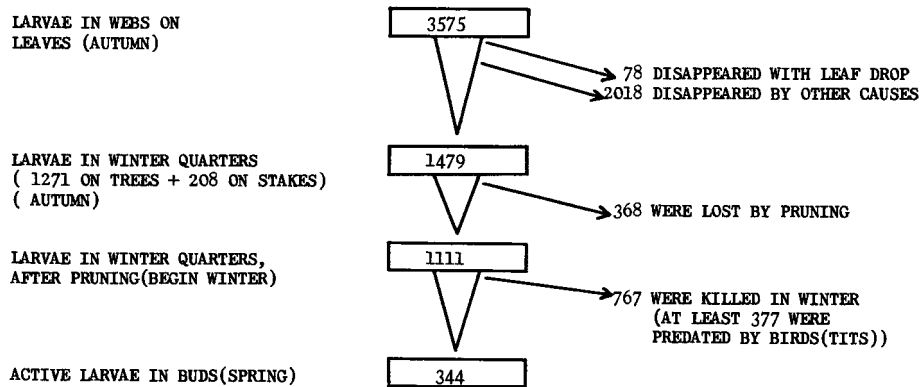 LARVAE IN WEBS ON
LEAVES (AUTUMN)
3575
78 DISAPPEARED WITH LEAF DROP
2018 DISAPPEARED BY OTHER CAUSES
LARVAE IN WINTER QUARTERS
( 1271 ON TREES + 208 ON STAKES)
( AUTUMN)
1479
368 WERE LOST BY PRUNING
LARVAE IN WINTER QUARTERS,
AFTER PRUNING(BEGIN WINTER)
1111
767 WERE KILLED IN WINTER
(AT LEAST 377 WERE
PREDATED BY BIRDS(TITS))
ACTIVE LARVAE IN BUDS(SPRING)
344